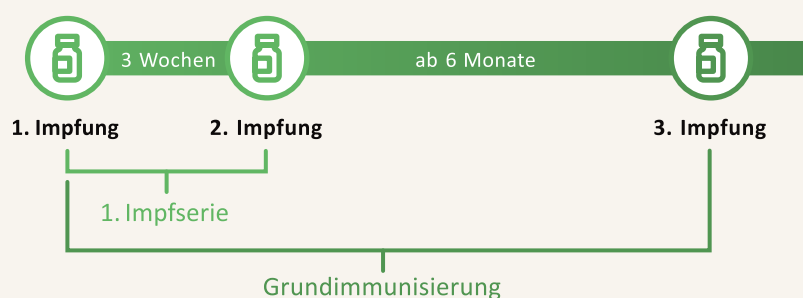 3 Wochen
ab 6 Monate
1. Impfung
2. Impfung
3. Impfung
1. Impfserie
Grundimmunisierung